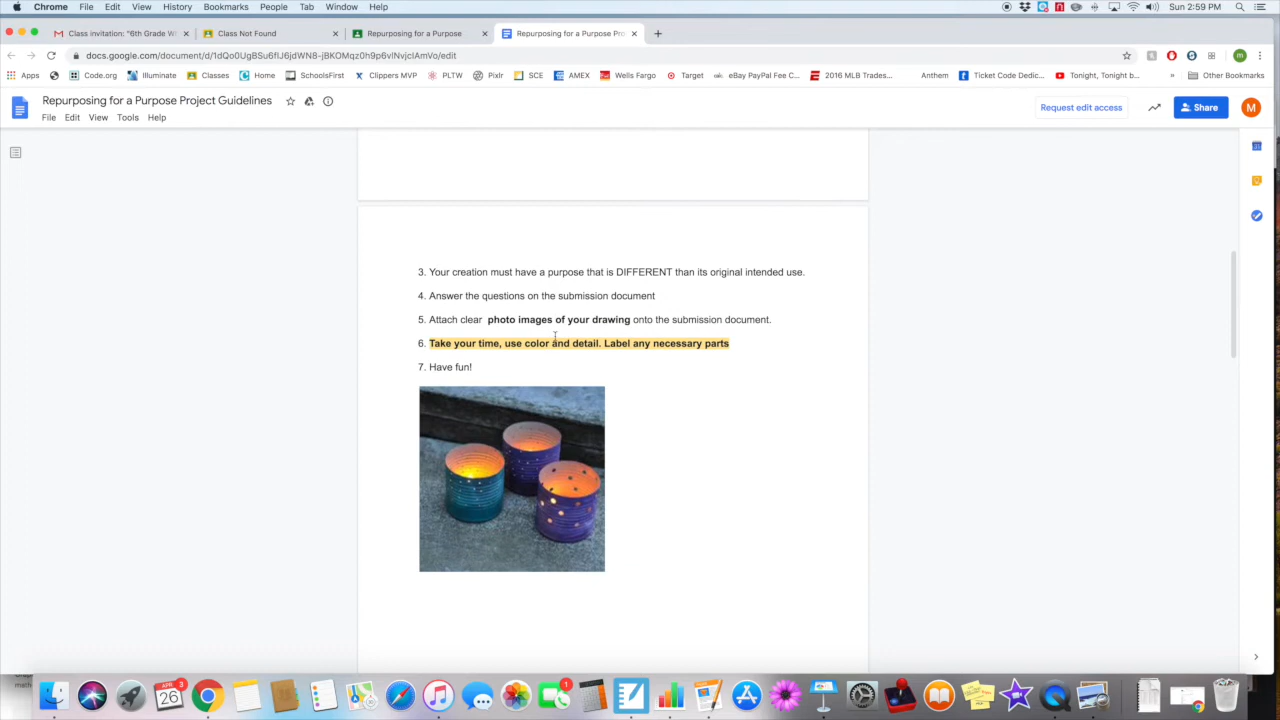 Chrome File Edit View History Bookmarks People Tab Window Help Sun 2:59 PM
Class invitation: "6th Grade W Class Not Found Repurposing for a Purpose Repurposing for a Purpose Pro
docs.google.com/document/d/1dQo0UgBSu6fIJ6jdWN8-jBKOMqz0h9p6vlNvjcIAmVo/edit
Apps Code.org Illuminate Classes Home SchoolsFirst Clippers MVP PLTW Pixlr SCE AMEX Wells Fargo Target eBay PayPal Fee C... 2016 MLB Trades... Anthem Ticket Code Dedic... Tonight, Tonight b... Other Bookmarks
Repurposing for a Purpose Project Guidelines
File Edit View Tools Help
Request edit access
Share
M
3. Your creation must have a purpose that is DIFFERENT than its original intended use.
4. Answer the questions on the submission document
5. Attach clear photo images of your drawing onto the submission document.
6. Take your time, use color and detail. Label any necessary parts
7. Have fun!
APR 3
26
1